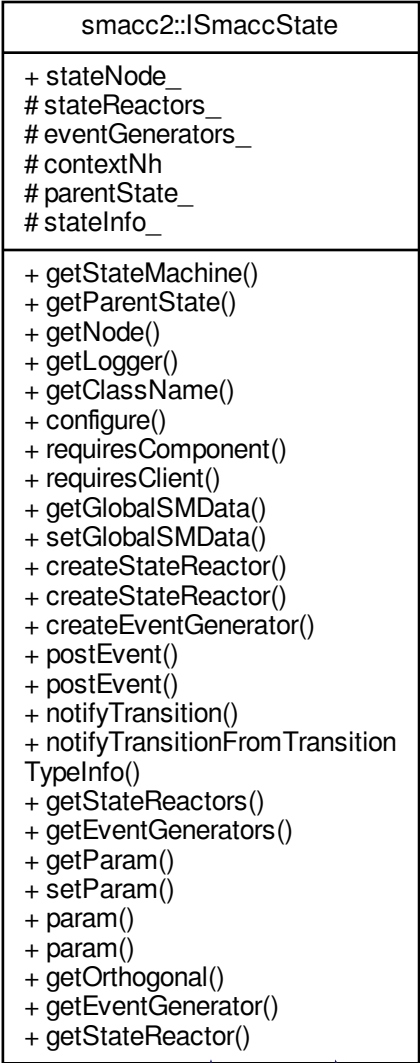 smacc2::ISmaccState
+ stateNode_
# stateReactors_
# eventGenerators_
# contextNh
# parentState_
# stateInfo_
+ getStateMachine()
+ getParentState()
+ getNode()
+ getLogger()
+ getClassName()
+ configure()
+ requiresComponent()
+ requiresClient()
+ getGlobalSMData()
+ setGlobalSMData()
+ createStateReactor()
+ createStateReactor()
+ createEventGenerator()
+ postEvent()
+ postEvent()
+ notifyTransition()
+ notifyTransitionFromTransition
TypeInfo()
+ getStateReactors()
+ getEventGenerators()
+ getParam()
+ setParam()
+ param()
+ param()
+ getOrthogonal()
+ getEventGenerator()
+ getStateReactor()